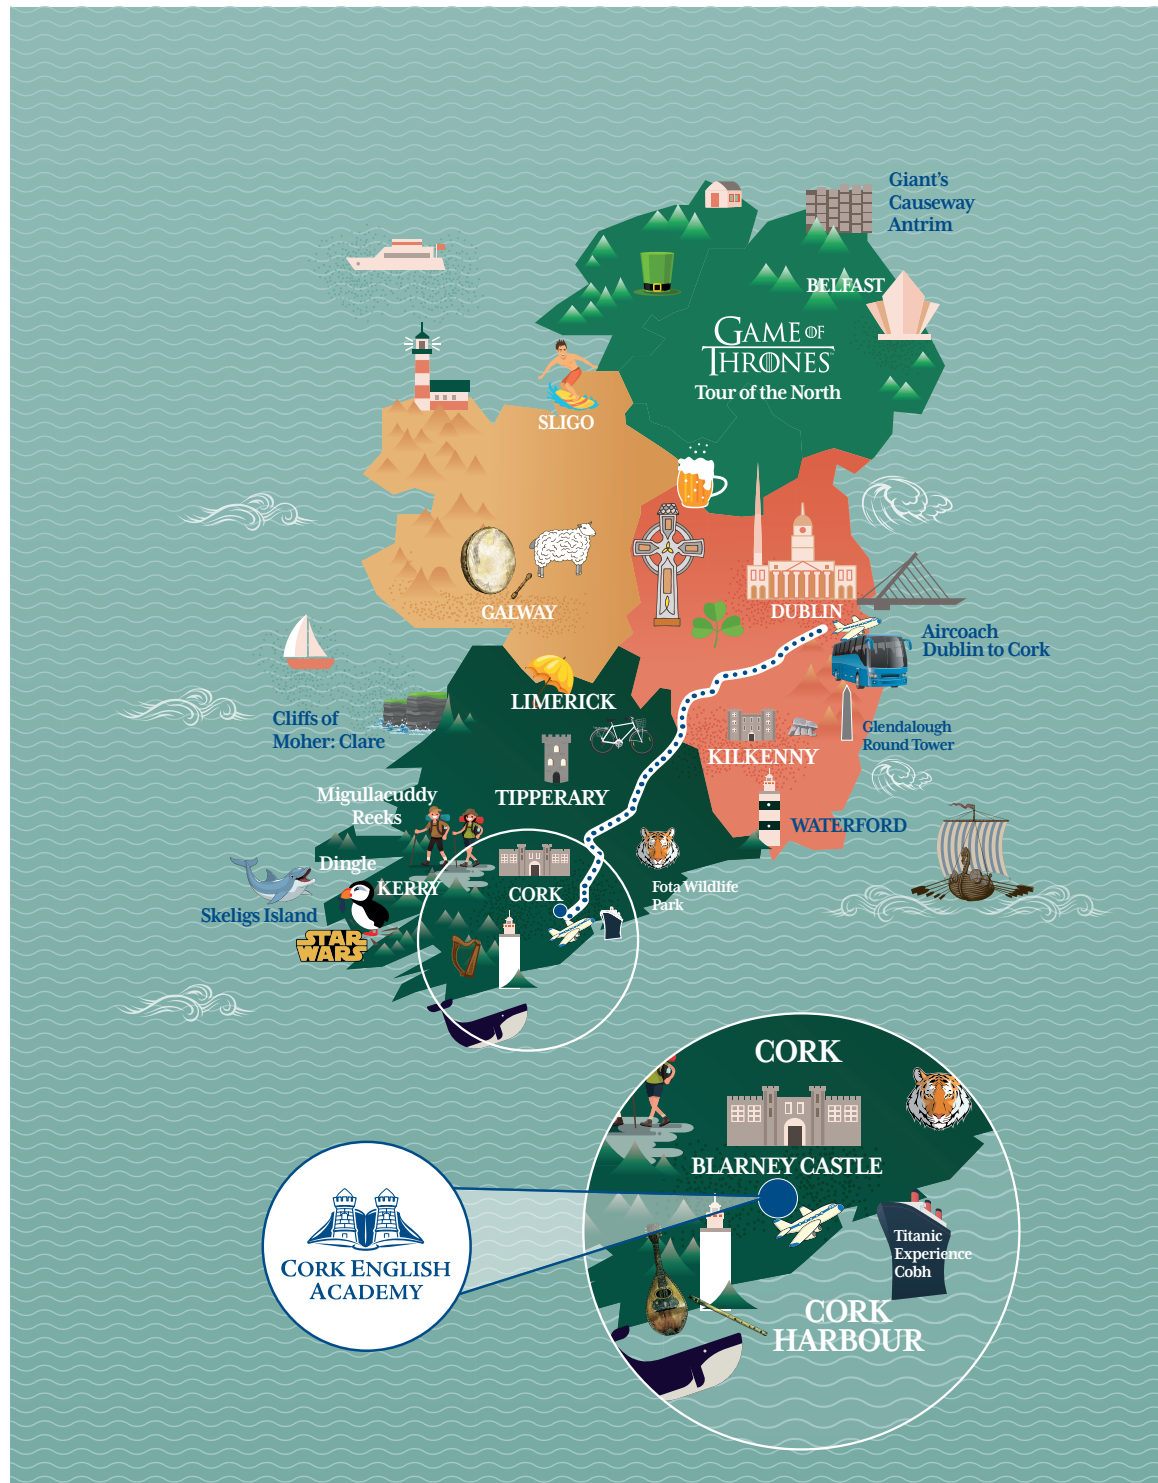 Giant's
Causeway
Antrim
BELFAST
GAME OF
THRONES
Tour of the North
SLIGO
GALWAY
DUBLIN
Aircoach
Dublin to Cork
LIMERICK
Cliffs of
Moher: Clare
Glendalough
Round Tower
KILKENNY
TIPPERARY
Migullacuddy
Reeks
WATERFORD
Dingle
KERRY
CORK
Fota Wildlife
Park
Skeligs Island
STAR
WARS
CORK
BLARNEY CASTLE
Titanic
Experience
Cobh
CORK ENGLISH
ACADEMY
CORK
HARBOUR